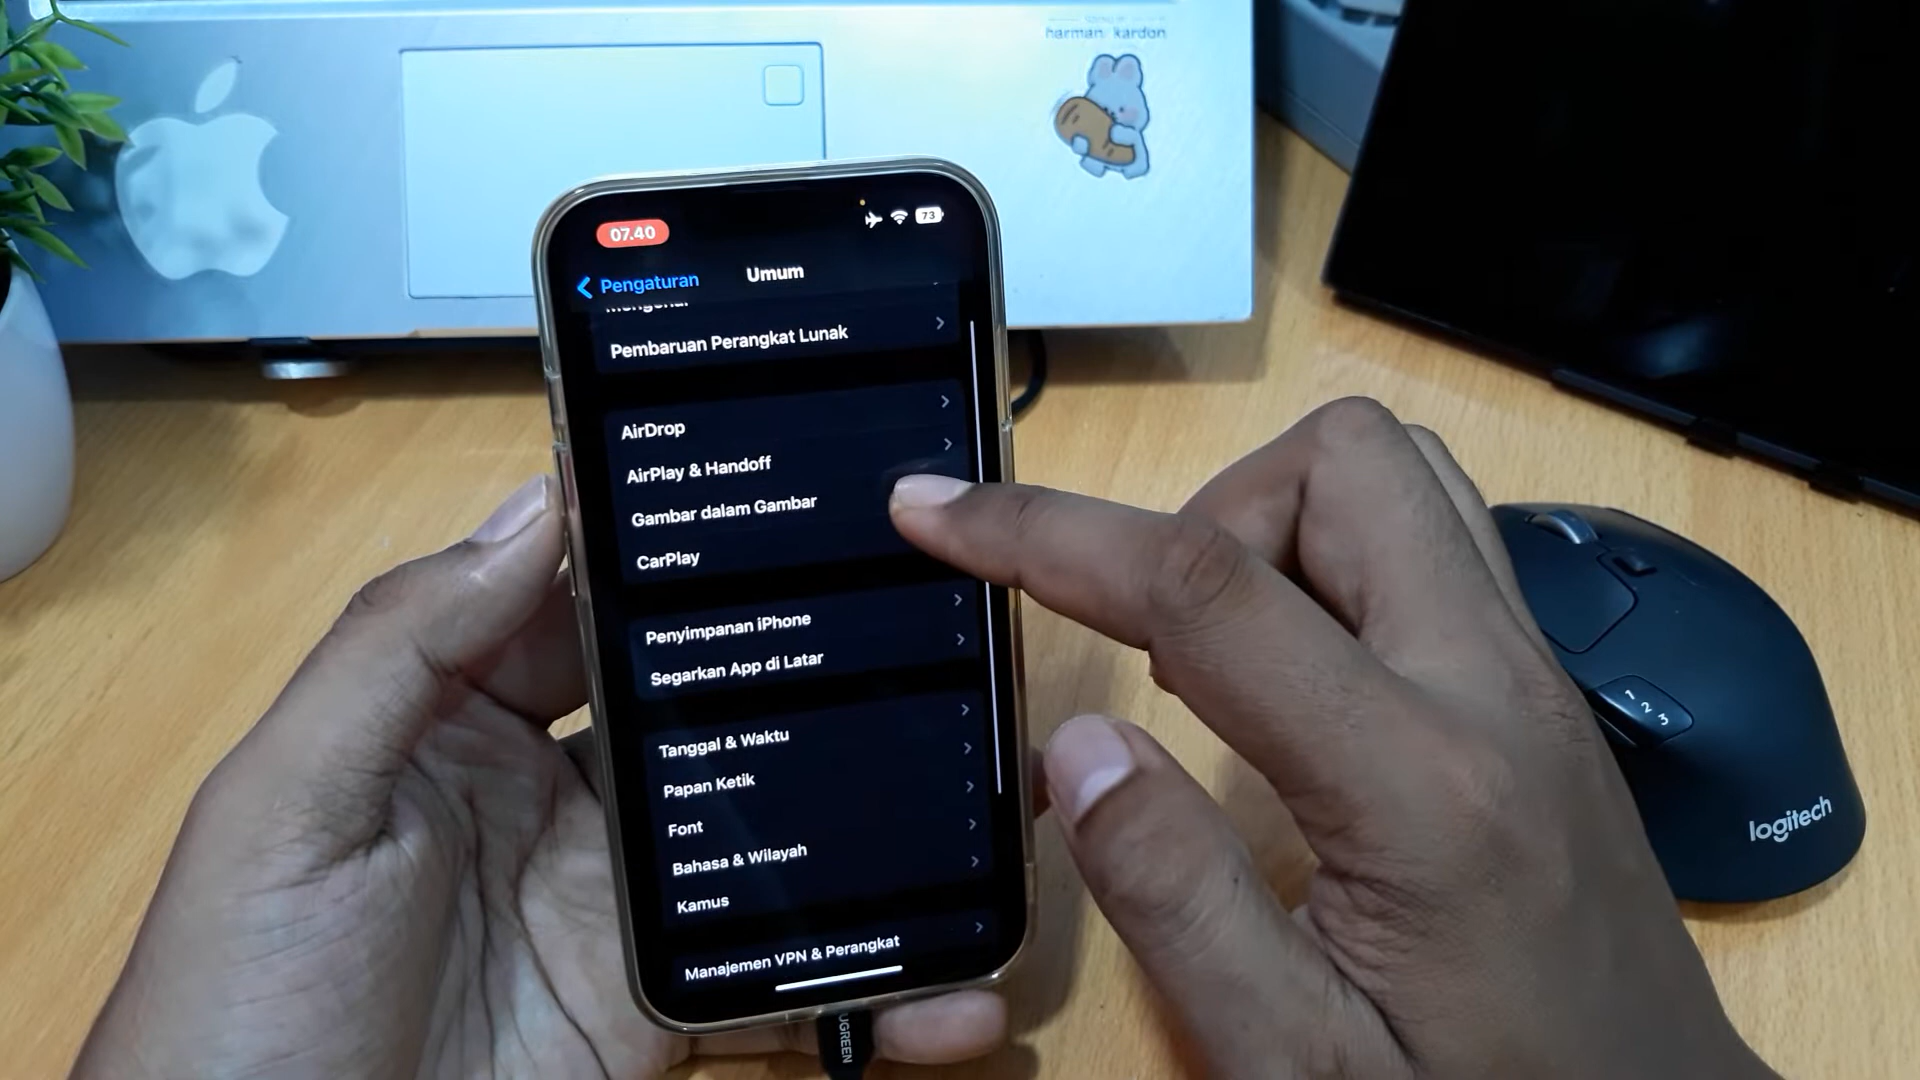 harman/kardon
07.40
73
Pengaturan
Umum
Mengenai
Pembaruan Perangkat Lunak
AirDrop
AirPlay & Handoff
Gambar dalam Gambar
CarPlay
Penyimpanan iPhone
Segarkan App di Latar
Tanggal & Waktu
Papan Ketik
Font
Bahasa & Wilayah
Kamus
Manajemen VPN & Perangkat
UGREEN
1
2
3
logitech